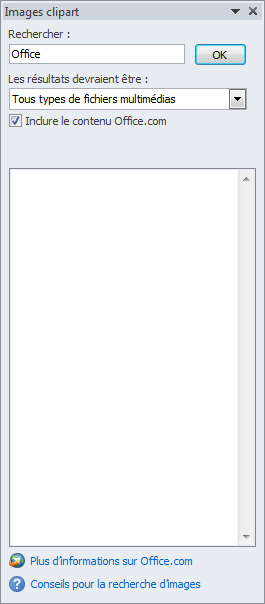 Images clipart
Rechercher :
Office
OK
Les résultats devraient être :
Tous types de fichiers multimédias
Inclure le contenu Office.com
Plus d'informations sur Office.com
Conseils pour la recherche d'images